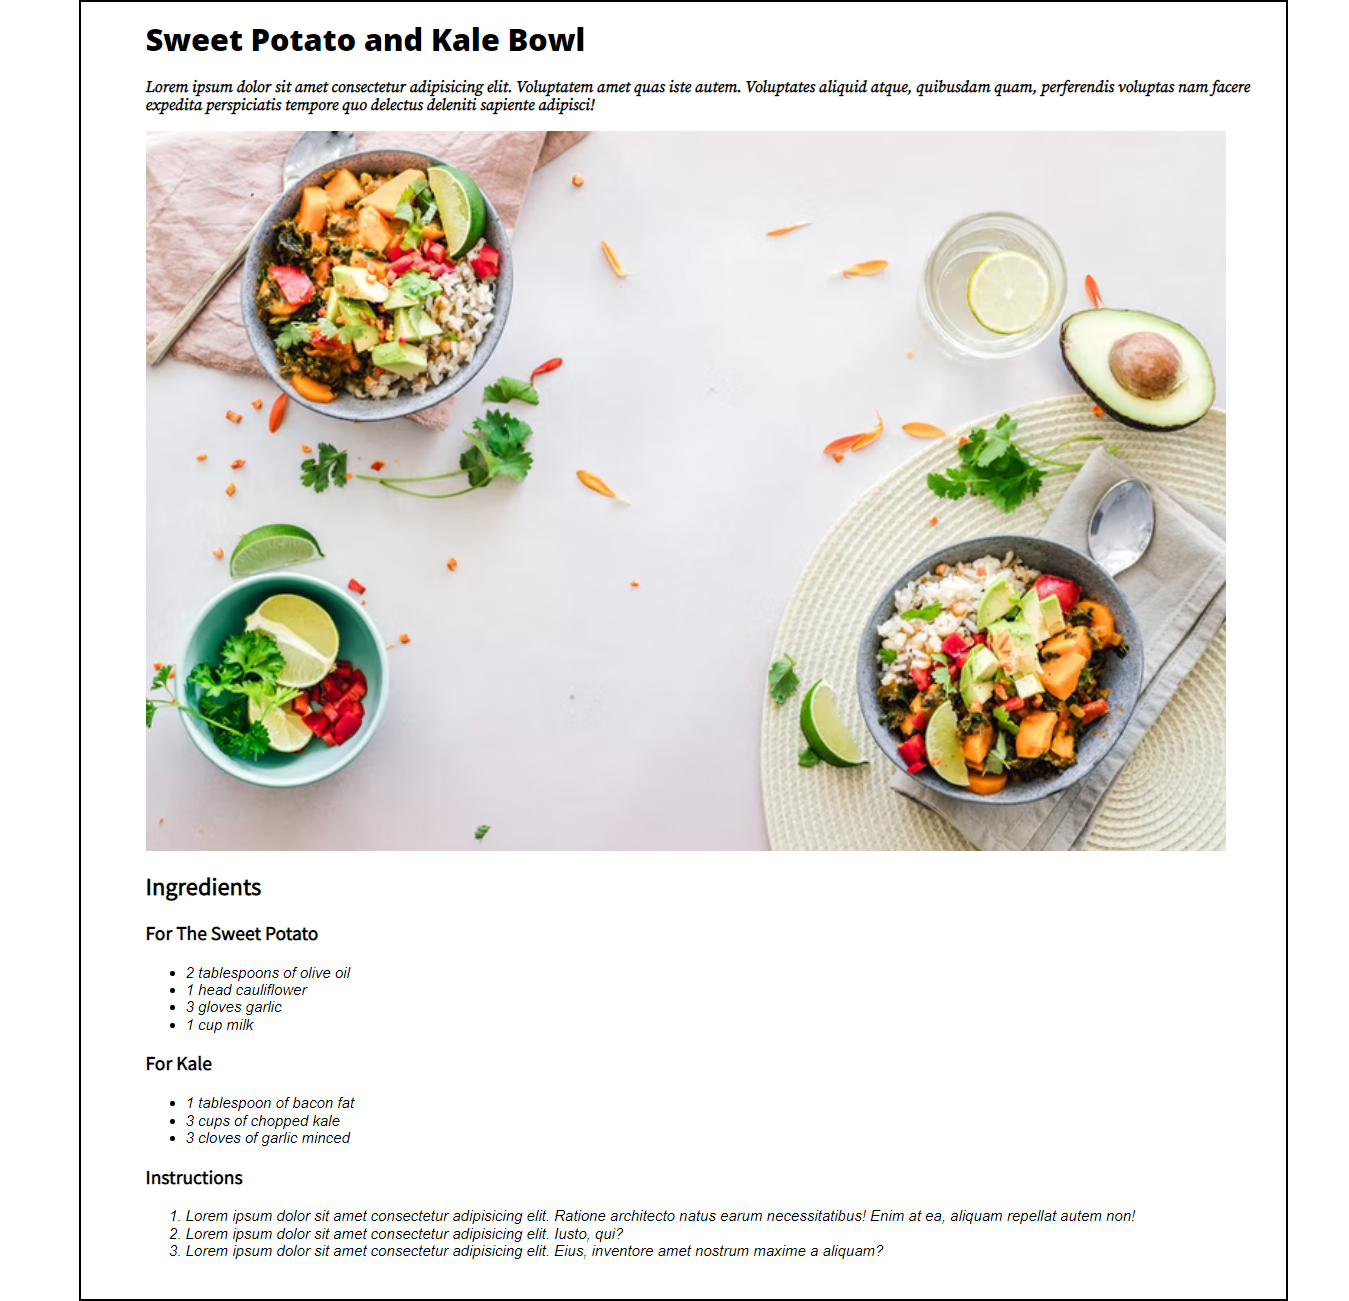 Sweet Potato and Kale Bowl
Lorem ipsum dolor sit amet consectetur adipisicing elit. Voluptatem amet quas iste autem. Voluptates aliquid atque, quibusdam quam, perferendis voluptas nam facere
expedita perspiciatis tempore quo delectus deleniti sapiente adipisci!
Ingredients
For The Sweet Potato
• 2 tablespoons of olive oil
• 1 head cauliflower
• 3 gloves garlic
• 1 cup milk
For Kale
• 1 tablespoon of bacon fat
• 3 cups of chopped kale
• 3 cloves of garlic minced
Instructions
1. Lorem ipsum dolor sit amet consectetur adipisicing elit. Ratione architecto natus earum necessitatibus! Enim at ea, aliquam repellat autem non!
2. Lorem ipsum dolor sit amet consectetur adipisicing elit. Iusto, qui?
3. Lorem ipsum dolor sit amet consectetur adipisicing elit. Eius, inventore amet nostrum maxime a aliquam?